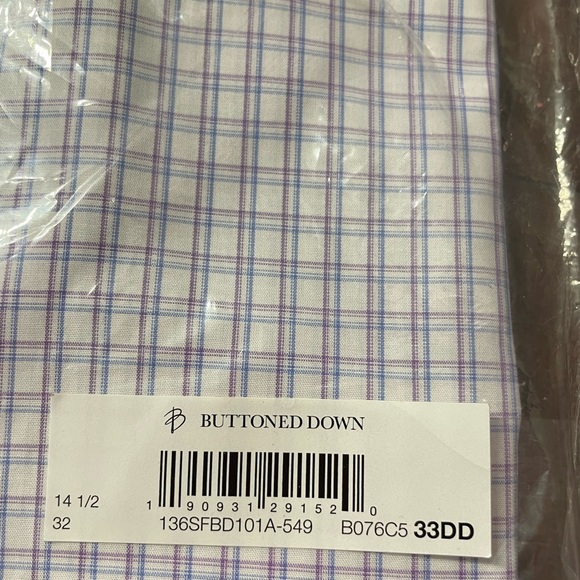 B BUTTONED DOWN
14 1/2
1 90931 29152 0
32 136SFBD101A-549 B076C5 33DD